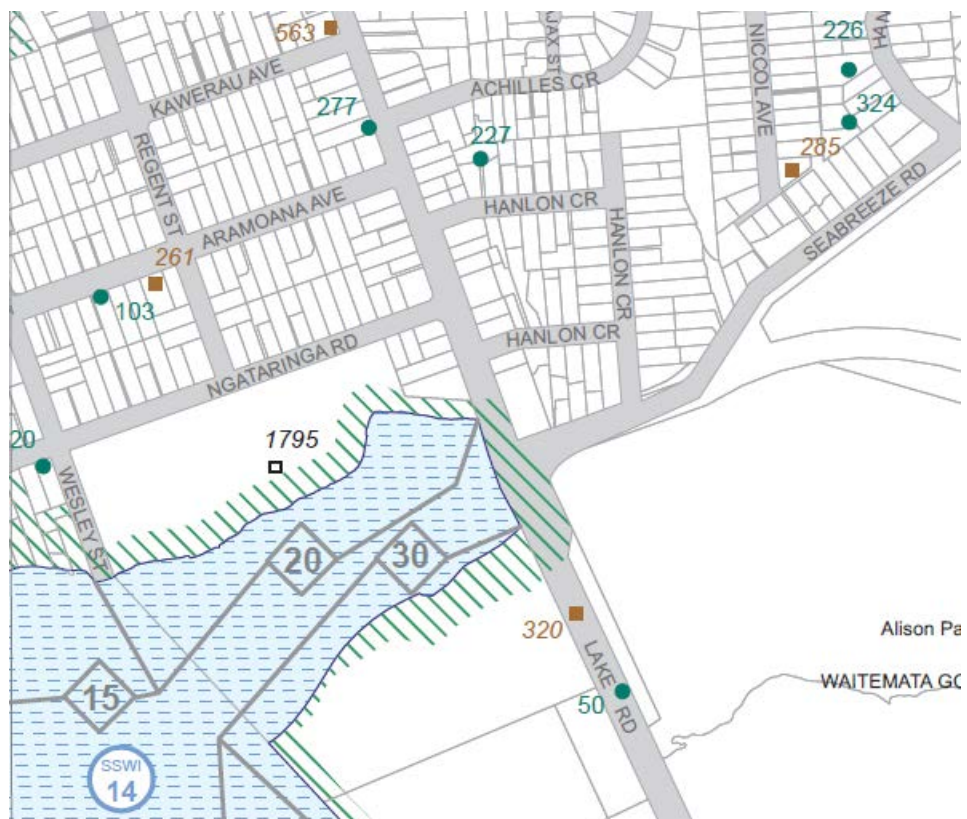 563
KAWERAU AVE
AJAX ST
ACHILLES CR
NICCOL AVE
226
277
227
324
285
REGENT ST
ARAMOANA AVE
HANLON CR
SEABREEZE RD
261
103
HANLON CR
NGATARINGA RD
HANLON CR
1795
20
WESLEY ST
20
30
320
Alison Pa
LAKE RD
WAITEMATA GO
15
50
SSWI
14